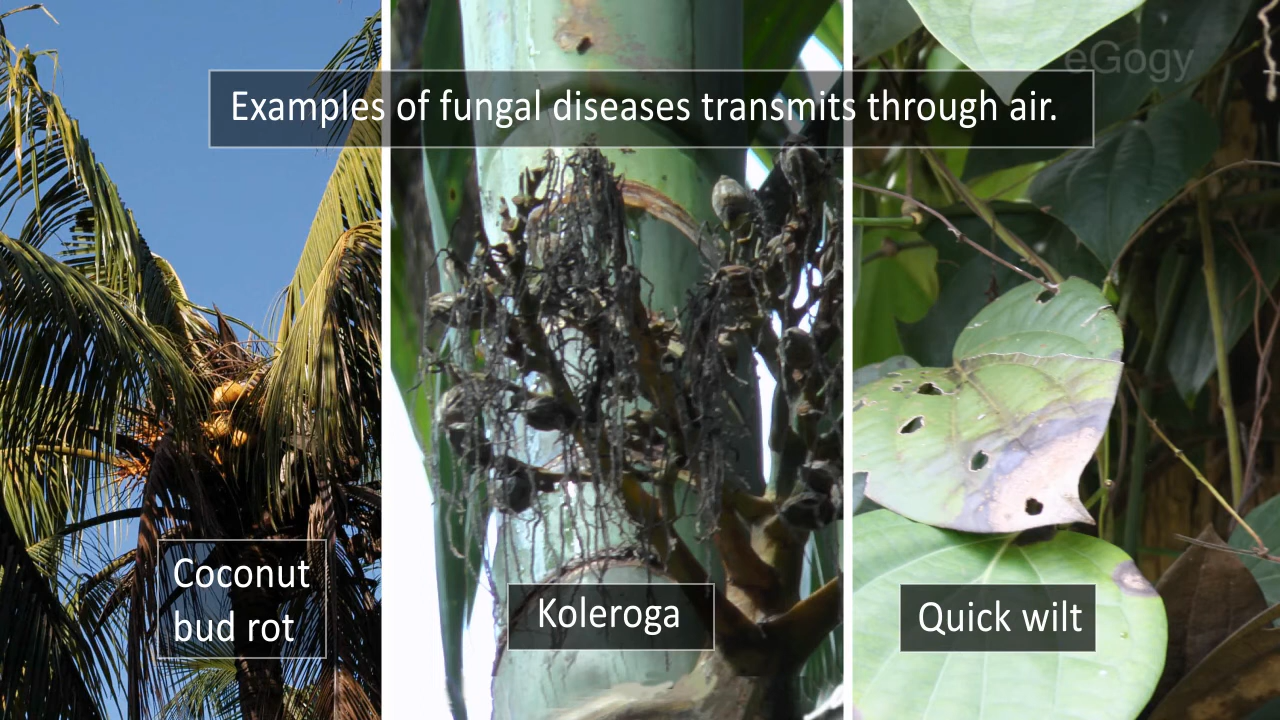 eGogy
Examples of fungal diseases transmits through air.
Coconut
bud rot
Koleroga
Quick wilt